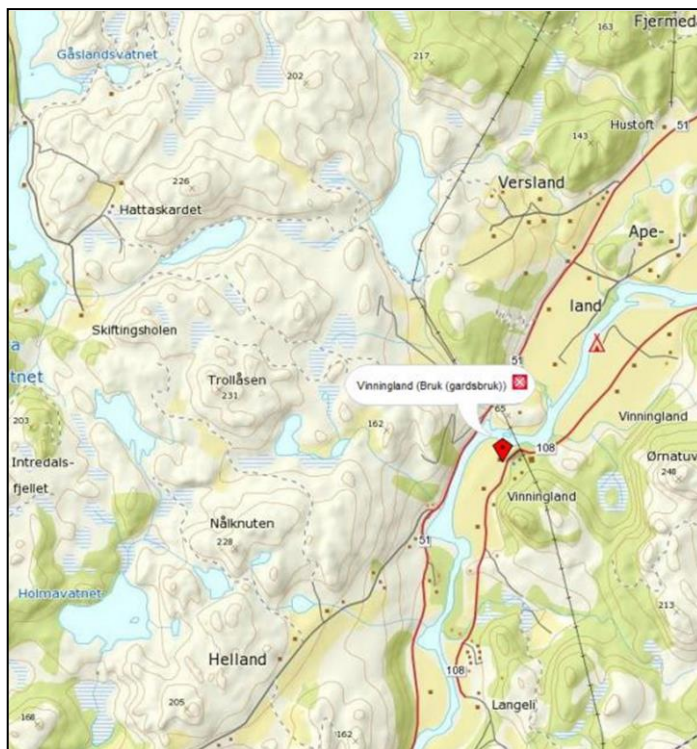 Fjermeda
163
Gåslandsvatnet
217
202
51
Hustoft
143
Versland
226
Hattaskardet
Ape-
land
Skiftingsholen
51
Trollåsen
231
Vinningland (Bruk (gardsbruk))
tnet
203
162
65
Vinningland
108
Intredals-
fjellet
Ørnatuv
248
Vinningland
Nålknuten
228
51
Holmavatnet
213
Helland
108
205
Langeli
168
162